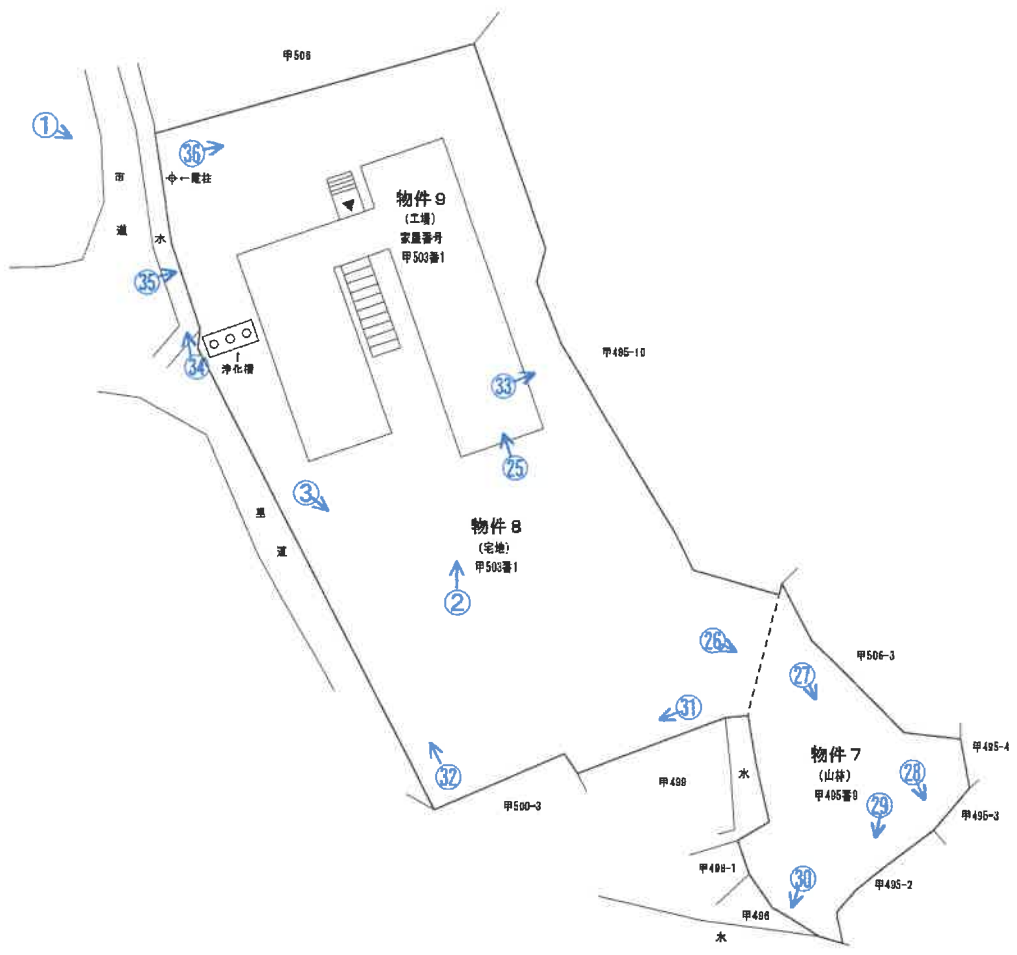 甲506
①
㊱
←電柱
市道
水
物件9
(工場)
家屋番号
甲503番1
㉟
㉞
浄化槽
甲495-10
㉝
㉕
③
里道
物件8
(宅地)
甲503番1
②
㉖
甲506-3
㉗
㉛
甲495-4
物件7
(山林)
甲495番9
㉜
甲500-3
甲499
水
㉘
㉙
甲495-3
甲498-1
㉚
甲495-2
甲496
水